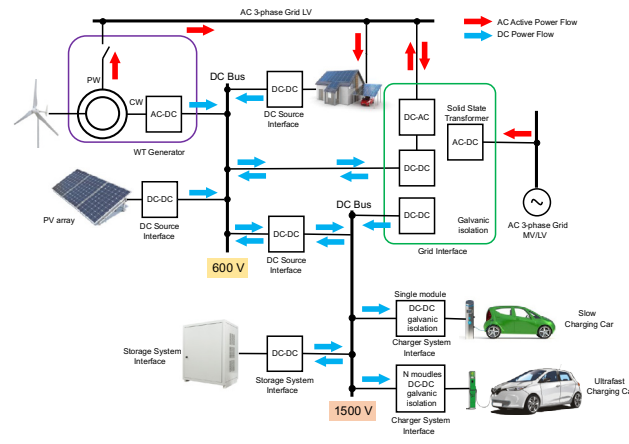 AC 3-phase Grid LV
AC Active Power Flow
DC Power Flow
PW
CW
AC-DC
WT Generator
DC Bus
DC-DC
DC Source
Interface
DC-AC
Solid State
Transformer
AC-DC
DC-DC
DC-DC
Galvanic
isolation
Grid Interface
AC 3-phase Grid
MV/LV
PV array
DC-DC
DC Source
Interface
DC Bus
DC-DC
DC Source
Interface
600 V
Single module
DC-DC
galvanic
isolation
Charger System
Interface
Slow
Charging Car
Storage System
Interface
DC-DC
Storage System
Interface
N moudles
DC-DC
galvanic
isolation
Charger System
Interface
Ultrafast
Charging Ca
1500 V